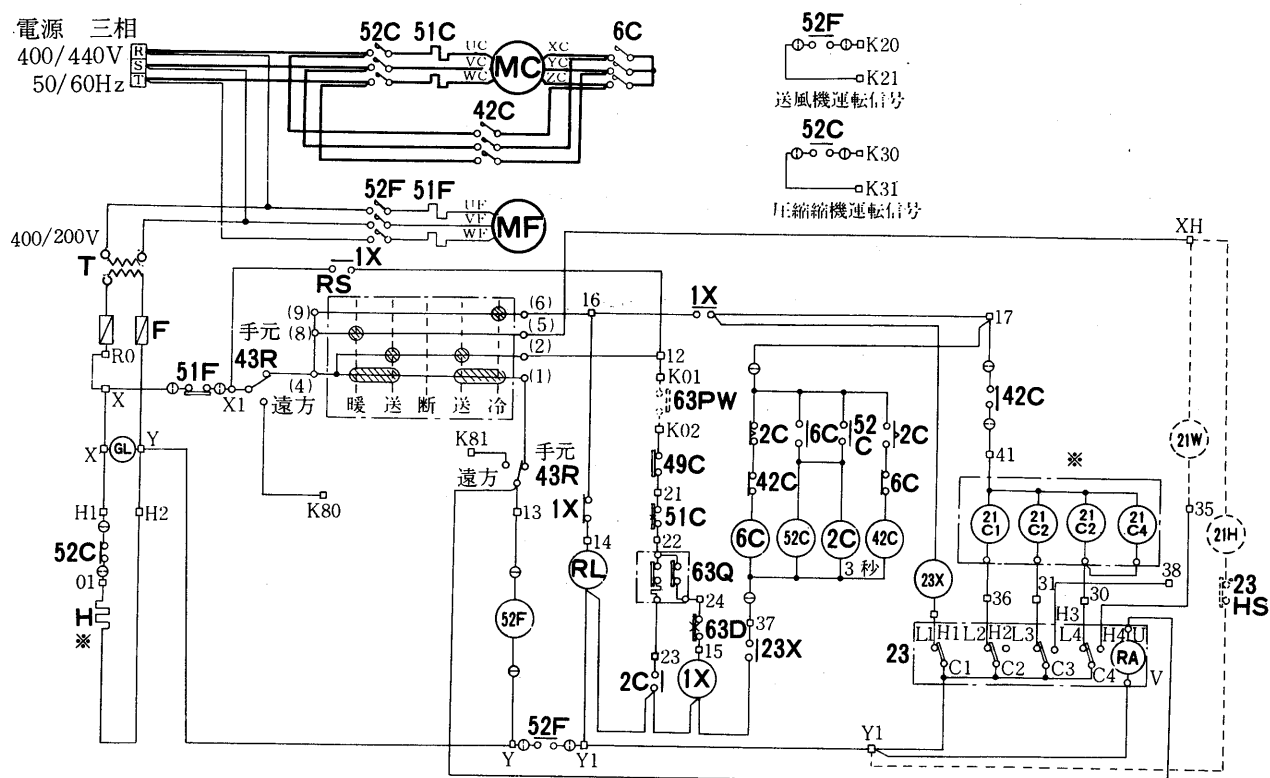 電源 三相
400/440V
50/60Hz
R
S
T
52C 51C 6C
UC
VC
WC
MC
XC
YC
ZC
42C
52F
K20
K21
送風機運転信号
52C
K30
K31
圧縮縮機運転信号
52F 51F
UF
VF
WF
MF
400/200V
T
F
R0
1X
RS
XH
(9) (6) 16 1X 17
(8) (5)
(2) 12
(4) (1)
手元
43R
51F
X X1 遠方
暖 送 断 送 冷
K01
63PW
K02
X GL Y
K80
K81
手元
43R
遠方
49C
21
51C
22
63Q
24
63D
15
1X
23
2C
H1 H2
52C
01
H
※
13
52F
1X
14
RL
2C 6C 52C 2C
42C 6C
6C 52C 2C 42C
3秒
37
23X
42C
41
※
21C1 21C2 21C2 21C4
23X
36 31 30 38
H3
21W
35
21H
23HS
23
L1 H1 L2 H2 L3 L4 H4 U
C1 C2 C3 C4
RA
V
Y 52F Y1
Y1